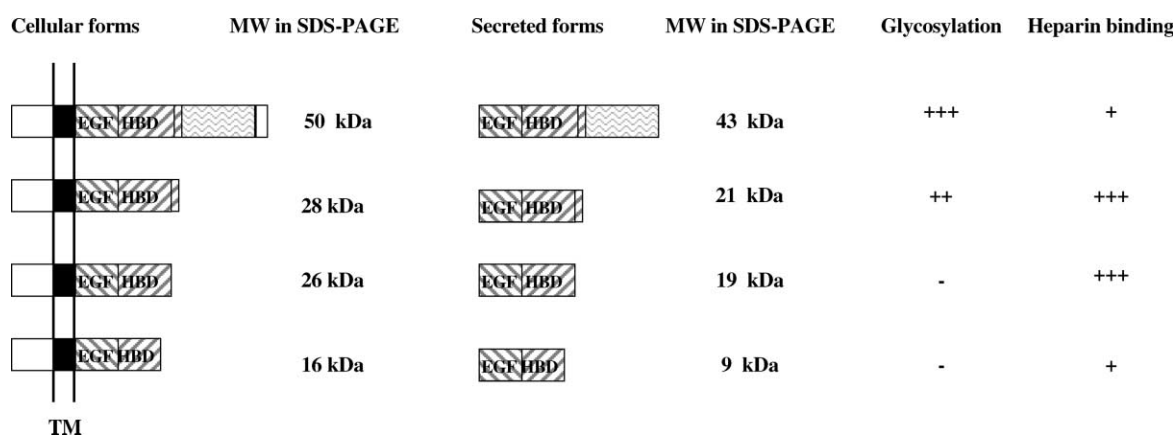 Cellular forms MW in SDS-PAGE Secreted forms MW in SDS-PAGE Glycosylation Heparin binding
EGF HBD 50 kDa EGF HBD 43 kDa +++ +
EGF HBD 28 kDa EGF HBD 21 kDa ++ +++
EGF HBD 26 kDa EGF HBD 19 kDa - +++
EGF HBD 16 kDa EGF HBD 9 kDa - +
TM